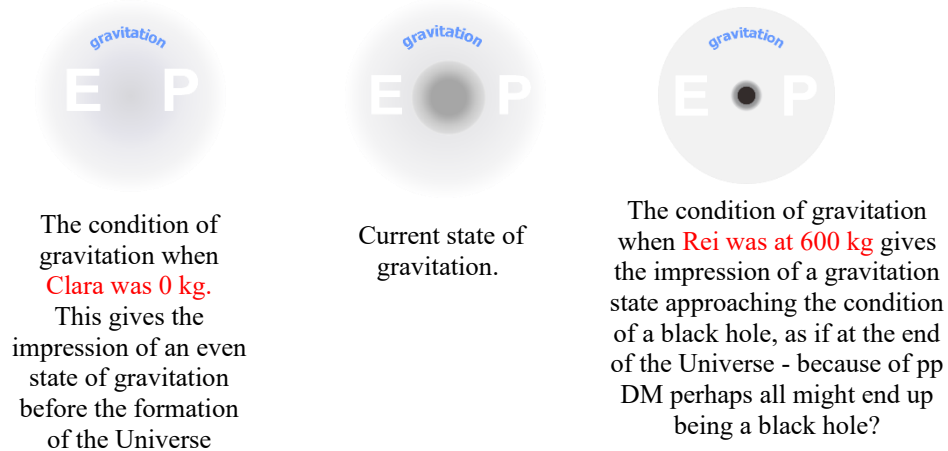 gravitation
E P
The condition of
gravitation when
Clara was 0 kg.
This gives the
impression of an even
state of gravitation
before the formation
of the Universe
gravitation
E P
Current state of
gravitation.
gravitation
E P
The condition of gravitation
when Rei was at 600 kg gives
the impression of a gravitation
state approaching the condition
of a black hole, as if at the end
of the Universe - because of pp
DM perhaps all might end up
being a black hole?